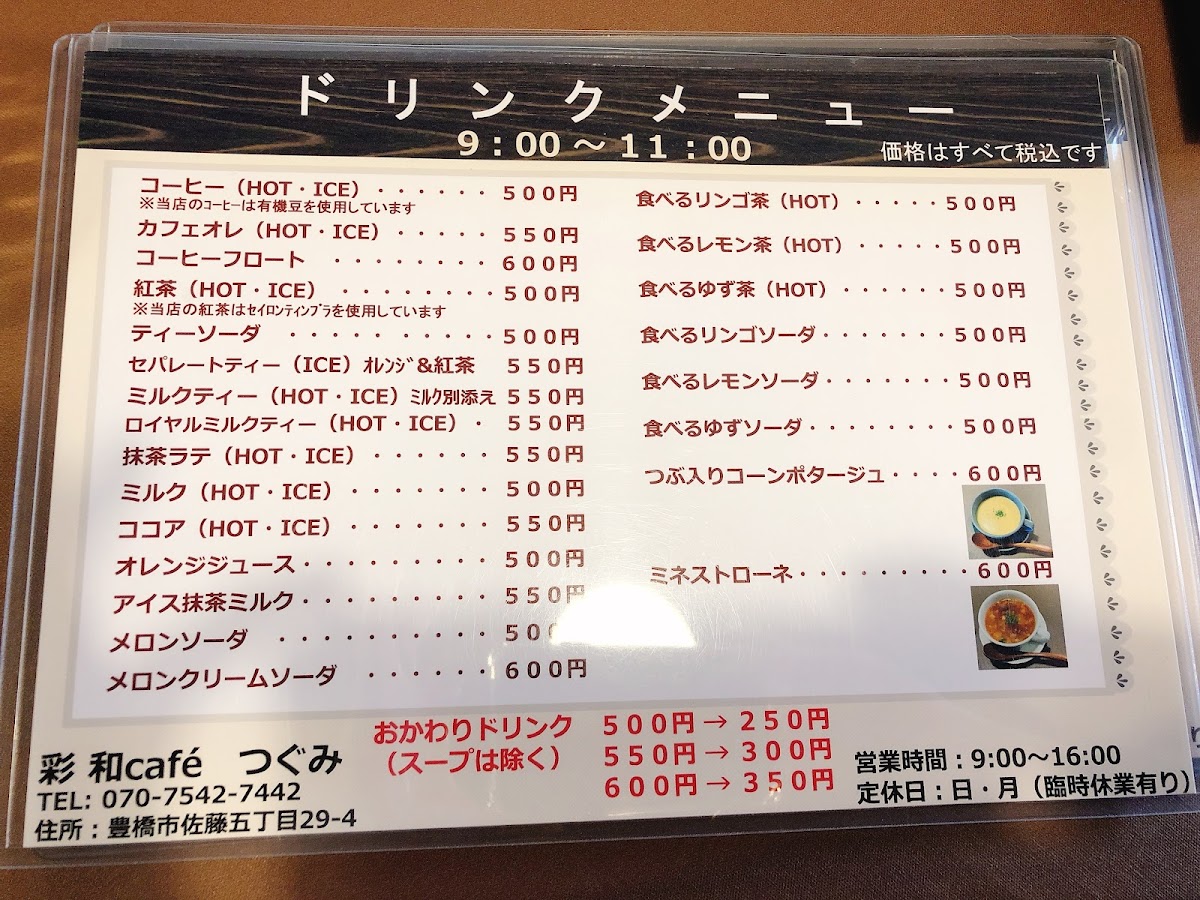 ドリンクメニュー
9：00～11：00
価格はすべて税込です
コーヒー（HOT・ICE）・・・・・・ 500円
※当店のｺｰﾋｰは有機豆を使用しています
カフェオレ（HOT・ICE）・・・・・ 550円
コーヒーフロート ・・・・・・・・ 600円
紅茶（HOT・ICE）・・・・・・・・ 500円
※当店の紅茶はｾｲﾛﾝﾃｨﾝﾌﾞﾗを使用しています
ティーソーダ ・・・・・・・・・・ 500円
セパレートティー（ICE）ｵﾚﾝｼﾞ&紅茶 550円
ミルクティー（HOT・ICE）ﾐﾙｸ別添え 550円
ロイヤルミルクティー（HOT・ICE）・ 550円
抹茶ラテ（HOT・ICE）・・・・・・ 550円
ミルク（HOT・ICE）・・・・・・・ 500円
ココア（HOT・ICE）・・・・・・・ 550円
オレンジジュース・・・・・・・・・ 500円
アイス抹茶ミルク・・・・・・・・・ 550円
メロンソーダ ・・・・・・・・・・ 500
メロンクリームソーダ ・・・・・・ 600円
食べるリンゴ茶（HOT）・・・・・500円
食べるレモン茶（HOT）・・・・・500円
食べるゆず茶（HOT）・・・・・・500円
食べるリンゴソーダ・・・・・・・500円
食べるレモンソーダ・・・・・・・500円
食べるゆずソーダ・・・・・・・・500円
つぶ入りコーンポタージュ・・・・600円
ミネストローネ・・・・・・・・・600円
おかわりドリンク 500円→250円
（スープは除く） 550円→300円
600円→350円
彩 和café つぐみ
TEL: 070-7542-7442
住所：豊橋市佐藤五丁目29-4
営業時間：9:00～16:00
定休日：日・月（臨時休業有り）